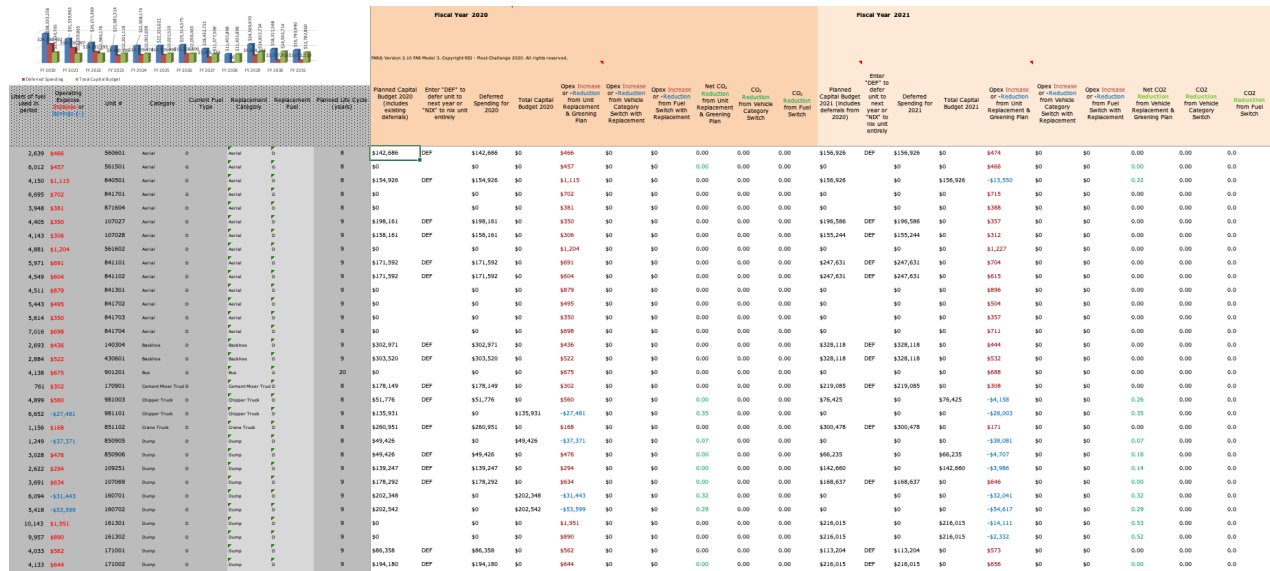 Fiscal Year 2020 Fiscal Year 2021
FY 2020 FY 2021 FY 2022 FY 2023 FY 2024 FY 2025 FY 2026 FY 2027 FY 2028 FY 2029 FY 2030 FY 2031
Deferred Spending Total Capital Budget
Liters of fuel used in period Operating Expense Increase or Savings (-) Unit # Category Current Fuel Type Replacement Category Replacement Fuel Planned Life Cycle (years) Planned Capital Budget 2020 (includes existing deferrals) Enter "DEF" to defer unit to next year or "NIX" to nix unit entirely Deferred Spending for 2020 Total Capital Budget 2020 Opex Increase or -Reduction from Unit Replacement & Greening Plan Opex Increase or -Reduction from Vehicle Category Switch with Replacement Opex Increase or -Reduction from Fuel Switch with Replacement Net CO₂ Reduction from Unit Replacement & Greening Plan CO₂ Reduction from Vehicle Category Switch CO₂ Reduction from Fuel Switch Planned Capital Budget 2021 (includes deferrals from 2020) Enter "DEF" to defer unit to next year or "NIX" to nix unit entirely Deferred Spending for 2021 Total Capital Budget 2021 Opex Increase or -Reduction from Unit Replacement & Greening Plan Opex Increase or -Reduction from Vehicle Category Switch with Replacement Opex Increase or -Reduction from Fuel Switch with Replacement Net CO2 Reduction from Vehicle Replacement & Greening Plan CO2 Reduction from Vehicle Category Switch CO2 Reduction from Fuel Switch
2,639 $466 560601 Aerial D Aerial D 8 $142,686 DEF $142,686 $0 $466 $0 $0 0.00 0.00 0.00 $156,926 DEF $156,926 $0 $474 $0 $0 0.00 0.00 0.0
6,012 $457 561501 Aerial G Aerial G 8 $0 $0 $0 $457 $0 $0 0.00 0.00 0.00 $0 $0 $0 $466 $0 $0 0.00 0.00 0.0
4,150 $1,115 840501 Aerial D Aerial D 8 $154,926 DEF $154,926 $0 $1,115 $0 $0 0.00 0.00 0.00 $156,926 $0 $156,926 -$13,550 $0 $0 0.22 0.00 0.0
6,695 $702 841701 Aerial G Aerial G 8 $0 $0 $0 $702 $0 $0 0.00 0.00 0.00 $0 $0 $0 $715 $0 $0 0.00 0.00 0.0
3,948 $381 871604 Aerial D Aerial D 8 $0 $0 $0 $381 $0 $0 0.00 0.00 0.00 $0 $0 $0 $388 $0 $0 0.00 0.00 0.0
4,405 $350 107027 Aerial D Aerial D 9 $198,161 DEF $198,161 $0 $350 $0 $0 0.00 0.00 0.00 $196,586 DEF $196,586 $0 $357 $0 $0 0.00 0.00 0.0
4,143 $306 107028 Aerial D Aerial D 9 $158,161 DEF $158,161 $0 $306 $0 $0 0.00 0.00 0.00 $155,244 DEF $155,244 $0 $312 $0 $0 0.00 0.00 0.0
4,881 $1,204 561602 Aerial D Aerial D 9 $0 $0 $0 $1,204 $0 $0 0.00 0.00 0.00 $0 $0 $0 $1,227 $0 $0 0.00 0.00 0.0
5,971 $691 841101 Aerial D Aerial D 9 $171,592 DEF $171,592 $0 $691 $0 $0 0.00 0.00 0.00 $247,631 DEF $247,631 $0 $704 $0 $0 0.00 0.00 0.0
4,549 $604 841102 Aerial D Aerial D 9 $171,592 DEF $171,592 $0 $604 $0 $0 0.00 0.00 0.00 $247,631 DEF $247,631 $0 $615 $0 $0 0.00 0.00 0.0
4,511 $879 841301 Aerial D Aerial D 9 $0 $0 $0 $879 $0 $0 0.00 0.00 0.00 $0 $0 $0 $896 $0 $0 0.00 0.00 0.0
5,443 $495 841702 Aerial D Aerial D 9 $0 $0 $0 $495 $0 $0 0.00 0.00 0.00 $0 $0 $0 $504 $0 $0 0.00 0.00 0.0
5,614 $350 841703 Aerial D Aerial D 9 $0 $0 $0 $350 $0 $0 0.00 0.00 0.00 $0 $0 $0 $357 $0 $0 0.00 0.00 0.0
7,016 $698 841704 Aerial D Aerial D 9 $0 $0 $0 $698 $0 $0 0.00 0.00 0.00 $0 $0 $0 $711 $0 $0 0.00 0.00 0.0
2,693 $436 140304 Backhoe D Backhoe D 9 $302,971 DEF $302,971 $0 $436 $0 $0 0.00 0.00 0.00 $328,118 DEF $328,118 $0 $444 $0 $0 0.00 0.00 0.0
2,884 $522 430601 Backhoe D Backhoe D 9 $303,520 DEF $303,520 $0 $522 $0 $0 0.00 0.00 0.00 $328,118 DEF $328,118 $0 $532 $0 $0 0.00 0.00 0.0
4,138 $675 901201 Bus G Bus G 20 $0 $0 $0 $675 $0 $0 0.00 0.00 0.00 $0 $0 $0 $688 $0 $0 0.00 0.00 0.0
761 $302 170901 Cement Mixer Truck D Cement Mixer Truck D 8 $178,149 DEF $178,149 $0 $302 $0 $0 0.00 0.00 0.00 $219,085 DEF $219,085 $0 $308 $0 $0 0.00 0.00 0.0
4,899 $560 981003 Chipper Truck D Chipper Truck D 8 $51,776 DEF $51,776 $0 $560 $0 $0 0.00 0.00 0.00 $76,425 $0 $76,425 -$4,158 $0 $0 0.26 0.00 0.0
6,652 -$27,481 981101 Chipper Truck D Chipper Truck D 9 $135,931 $0 $135,931 -$27,481 $0 $0 0.35 0.00 0.00 $0 $0 $0 -$28,003 $0 $0 0.35 0.00 0.0
1,156 $168 851102 Crane Truck D Crane Truck D 8 $260,951 DEF $260,951 $0 $168 $0 $0 0.00 0.00 0.00 $300,478 DEF $300,478 $0 $171 $0 $0 0.00 0.00 0.0
1,249 -$37,371 850905 Dump D Dump D 8 $49,426 $0 $49,426 -$37,371 $0 $0 0.07 0.00 0.00 $0 $0 $0 -$38,081 $0 $0 0.07 0.00 0.0
3,028 $476 850906 Dump D Dump D 8 $49,426 DEF $49,426 $0 $476 $0 $0 0.00 0.00 0.00 $66,235 $0 $66,235 -$4,707 $0 $0 0.16 0.00 0.0
2,622 $294 109251 Dump D Dump D 9 $139,247 DEF $139,247 $0 $294 $0 $0 0.00 0.00 0.00 $142,660 $0 $142,660 -$3,986 $0 $0 0.14 0.00 0.0
3,691 $634 107069 Dump D Dump D 9 $178,292 DEF $178,292 $0 $634 $0 $0 0.00 0.00 0.00 $168,637 DEF $168,637 $0 $646 $0 $0 0.00 0.00 0.0
6,094 -$31,443 160701 Dump D Dump D 9 $202,348 $0 $202,348 -$31,443 $0 $0 0.32 0.00 0.00 $0 $0 $0 -$32,041 $0 $0 0.32 0.00 0.0
5,418 -$53,599 160702 Dump D Dump D 9 $202,542 $0 $202,542 -$53,599 $0 $0 0.29 0.00 0.00 $0 $0 $0 -$54,617 $0 $0 0.29 0.00 0.0
10,143 $1,951 161301 Dump D Dump D 9 $0 $0 $0 $1,951 $0 $0 0.00 0.00 0.00 $216,015 $0 $216,015 -$14,111 $0 $0 0.53 0.00 0.0
9,957 $890 161302 Dump D Dump D 9 $0 $0 $0 $890 $0 $0 0.00 0.00 0.00 $216,015 $0 $216,015 -$2,332 $0 $0 0.52 0.00 0.0
4,033 $562 171001 Dump D Dump D 9 $86,358 DEF $86,358 $0 $562 $0 $0 0.00 0.00 0.00 $113,204 DEF $113,204 $0 $573 $0 $0 0.00 0.00 0.0
4,133 $644 171002 Dump D Dump D 9 $194,180 DEF $194,180 $0 $644 $0 $0 0.00 0.00 0.00 $216,015 DEF $216,015 $0 $656 $0 $0 0.00 0.00 0.0